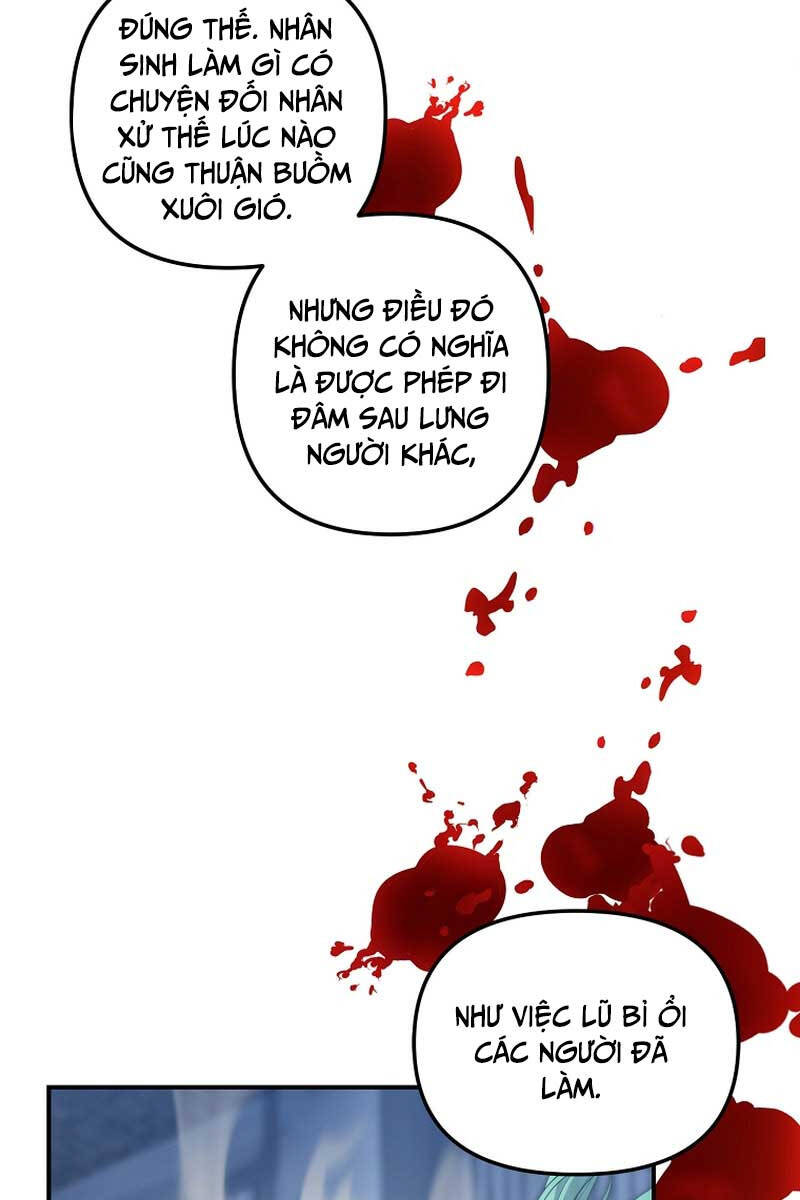 ĐÚNG THẾ. NHÂN
SINH LÀM GÌ CÓ
CHUYỆN ĐỐI NHÂN
XỬ THẾ LÚC NÀO
CŨNG THUẬN BUỒM
XUÔI GIÓ.
NHƯNG ĐIỀU ĐÓ
KHÔNG CÓ NGHĨA
LÀ ĐƯỢC PHÉP ĐI
ĐÂM SAU LƯNG
NGƯỜI KHÁC,
NHƯ VIỆC LŨ BỈ ỔI
CÁC NGƯỜI ĐÃ
LÀM.